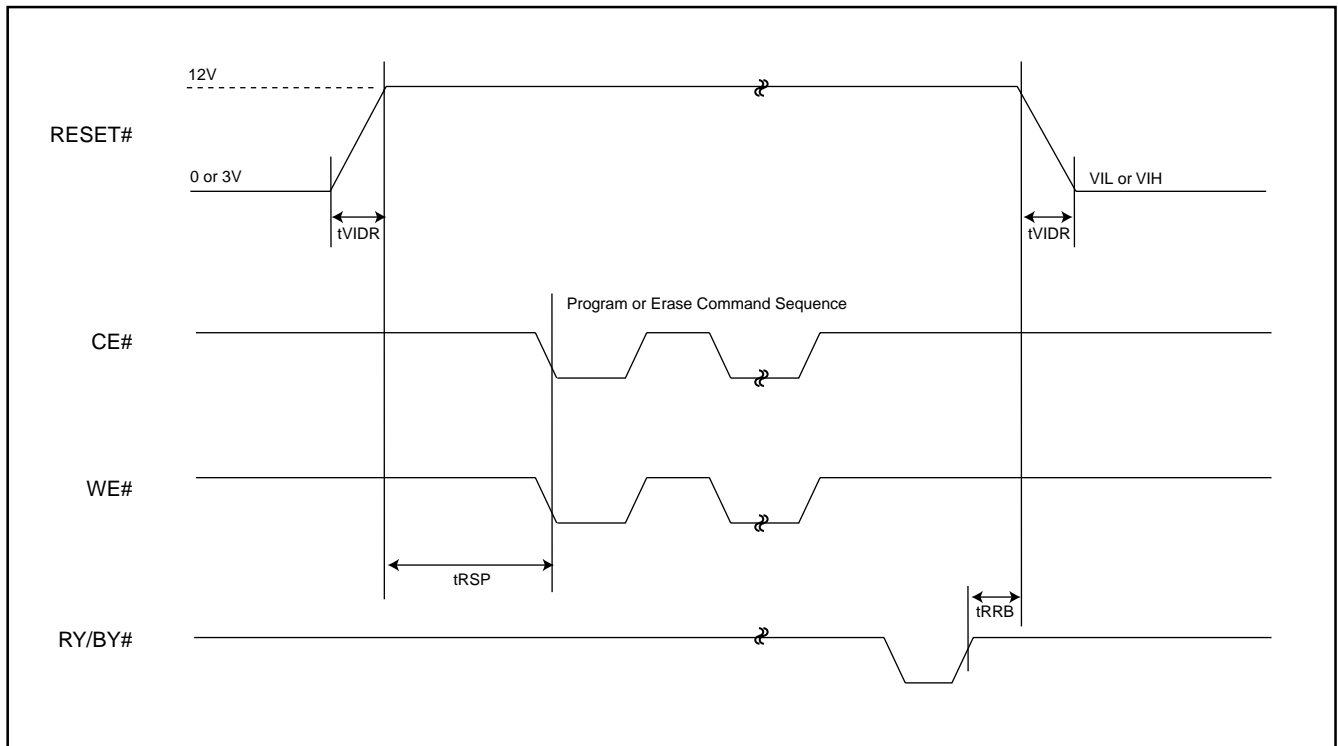 12V
RESET#
0 or 3V
VIL or VIH
tVIDR
tVIDR
Program or Erase Command Sequence
CE#
WE#
tRSP
tRRB
RY/BY#